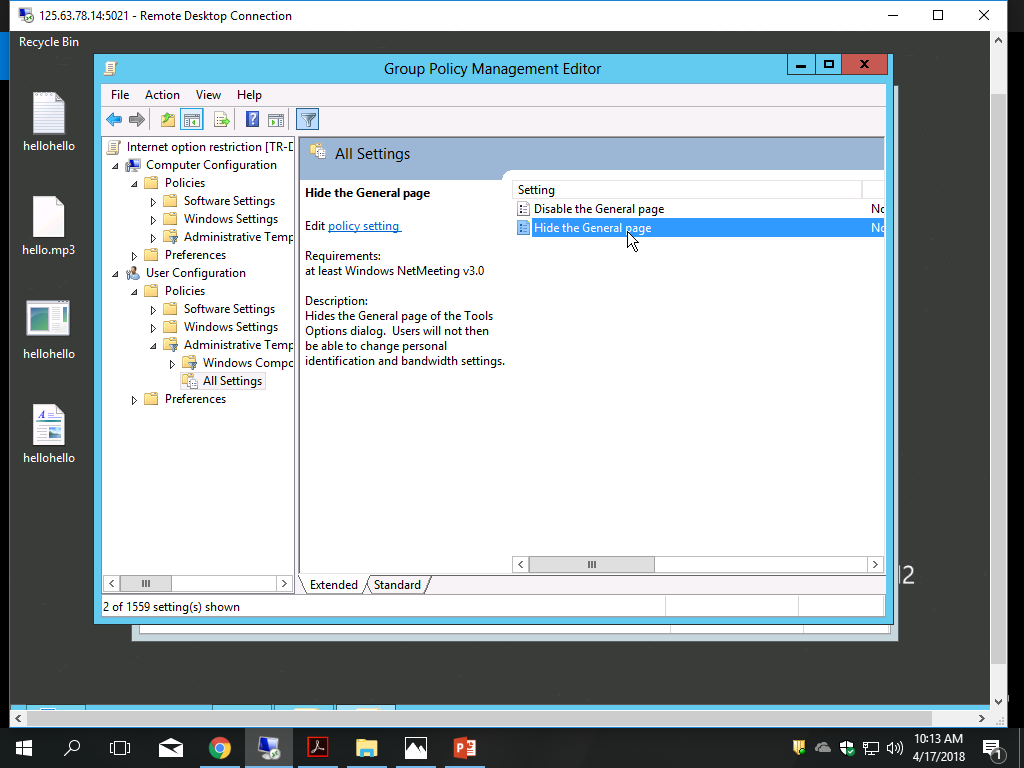 125.63.78.14:5021 - Remote Desktop Connection
Recycle Bin
hellohello
hello.mp3
hellohello
hellohello
Group Policy Management Editor
File Action View Help
Internet option restriction [TR-D
Computer Configuration
Policies
Software Settings
Windows Settings
Administrative Temp
Preferences
User Configuration
Policies
Software Settings
Windows Settings
Administrative Temp
Windows Compo
All Settings
Preferences
All Settings
Hide the General page
Edit policy setting
Requirements:
at least Windows NetMeeting v3.0
Description:
Hides the General page of the Tools
Options dialog. Users will not then
be able to change personal
identification and bandwidth settings.
Setting
Disable the General page No
Hide the General page No
Extended Standard
2 of 1559 setting(s) shown
10:13 AM
4/17/2018
1